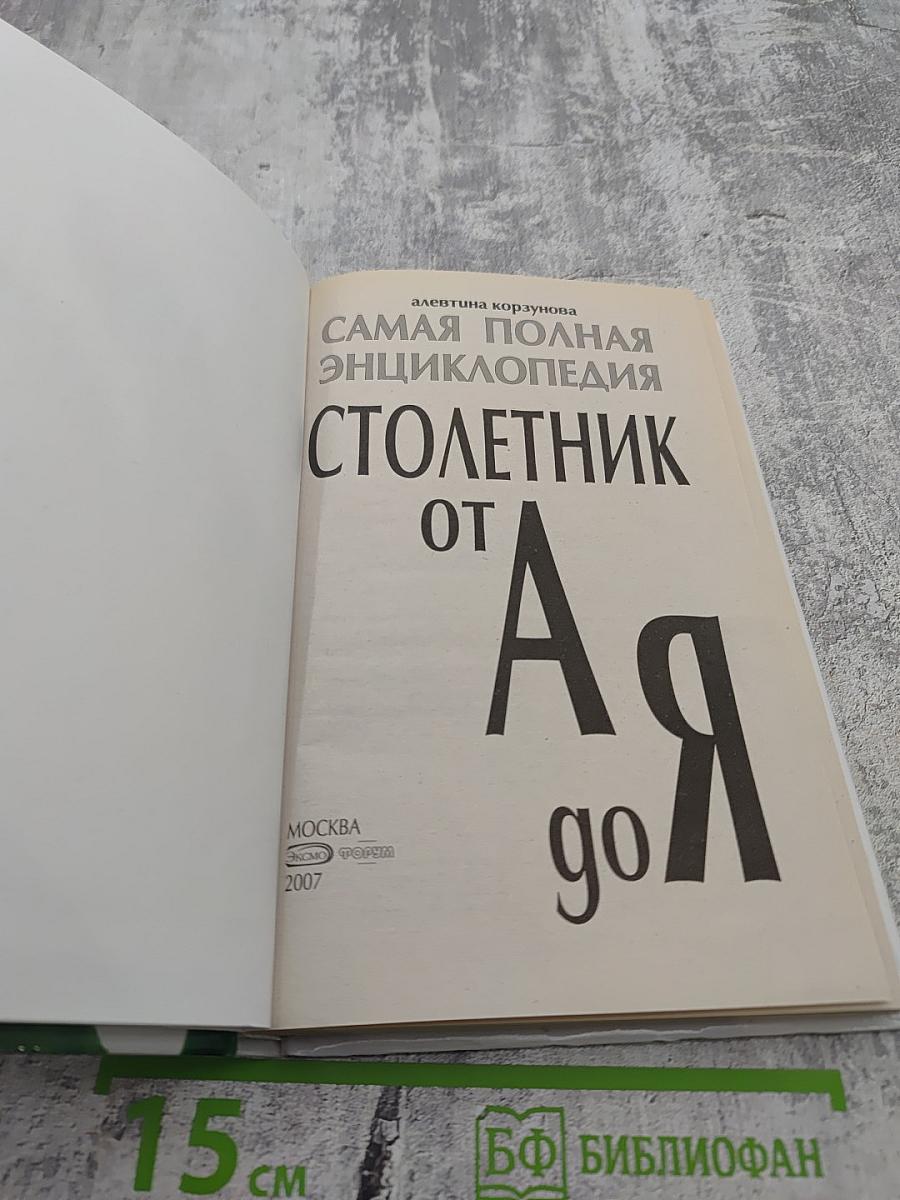 алевтина корзунова
САМАЯ ПОЛНАЯ
ЭНЦИКЛОПЕДИЯ
СТОЛЕТНИК
от А
до Я
МОСКВА
ЭКСМО ФОРУМ
2007
15 см
БФ БИБЛИОФАН